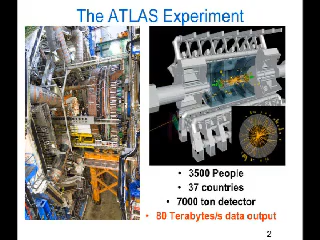 The ATLAS Experiment
• 3500 People
• 37 countries
• 7000 ton detector
• 80 Terabytes/s data output
2